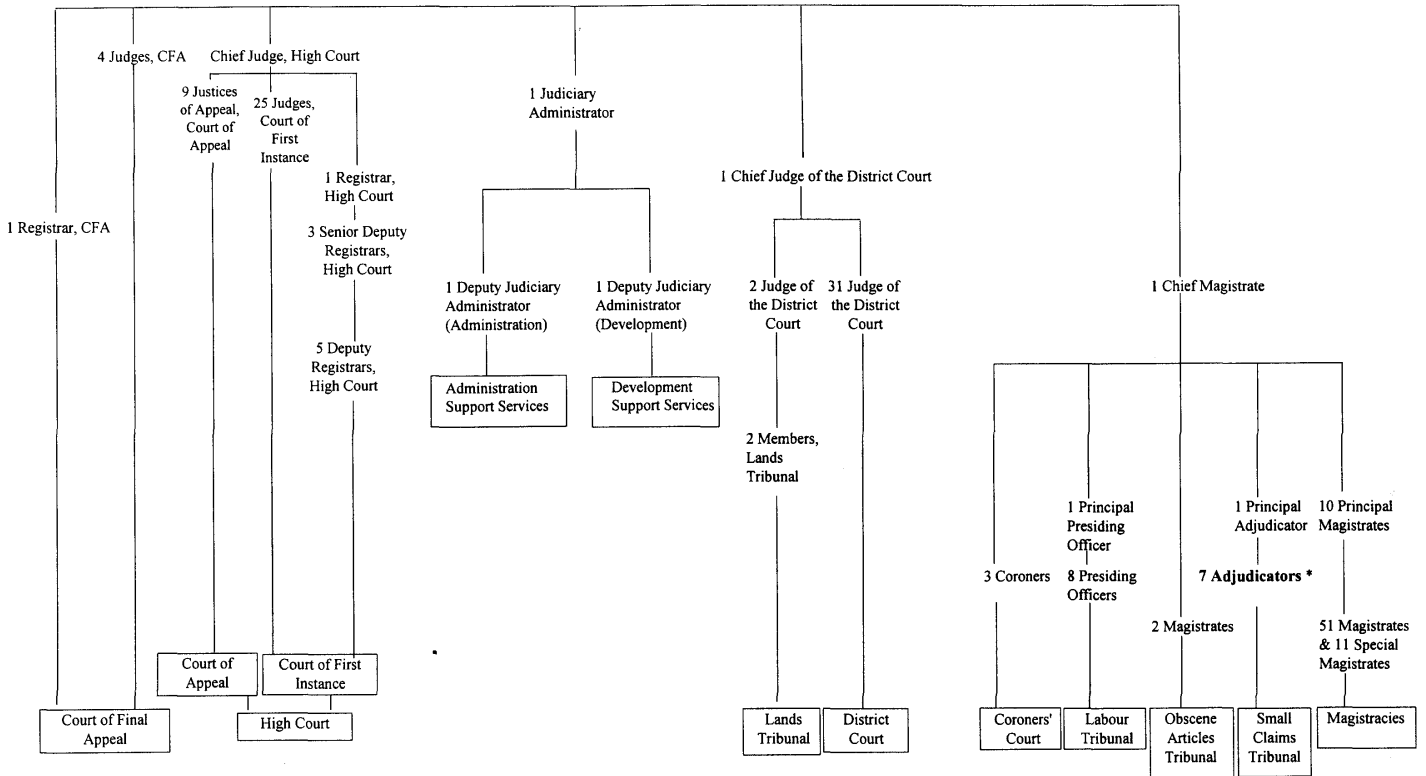 4 Judges, CFA
Chief Judge, High Court
9 Justices
of Appeal,
Court of
Appeal
25 Judges,
Court of
First
Instance
1 Judiciary
Administrator
1 Registrar,
High Court
1 Chief Judge of the District Court
1 Registrar, CFA
3 Senior Deputy
Registrars,
High Court
1 Deputy Judiciary
Administrator
(Administration)
1 Deputy Judiciary
Administrator
(Development)
2 Judge of
the District
Court
31 Judge of
the District
Court
1 Chief Magistrate
5 Deputy
Registrars,
High Court
Administration
Support Services
Development
Support Services
2 Members,
Lands
Tribunal
1 Principal
Presiding
Officer
1 Principal
Adjudicator
10 Principal
Magistrates
3 Coroners
8 Presiding
Officers
7 Adjudicators *
2 Magistrates
51 Magistrates
& 11 Special
Magistrates
Court of
Appeal
Court of First
Instance
Court of Final
Appeal
High Court
Lands
Tribunal
District
Court
Coroners'
Court
Labour
Tribunal
Obscene
Articles
Tribunal
Small
Claims
Tribunal
Magistracies